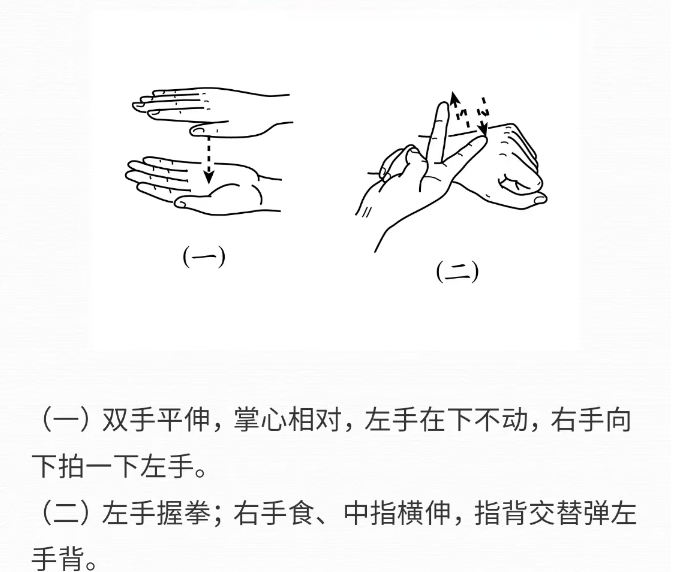 (一)
(二)
（一）双手平伸，掌心相对，左手在下不动，右手向
下拍一下左手。
（二）左手握拳；右手食、中指横伸，指背交替弹左
手背。